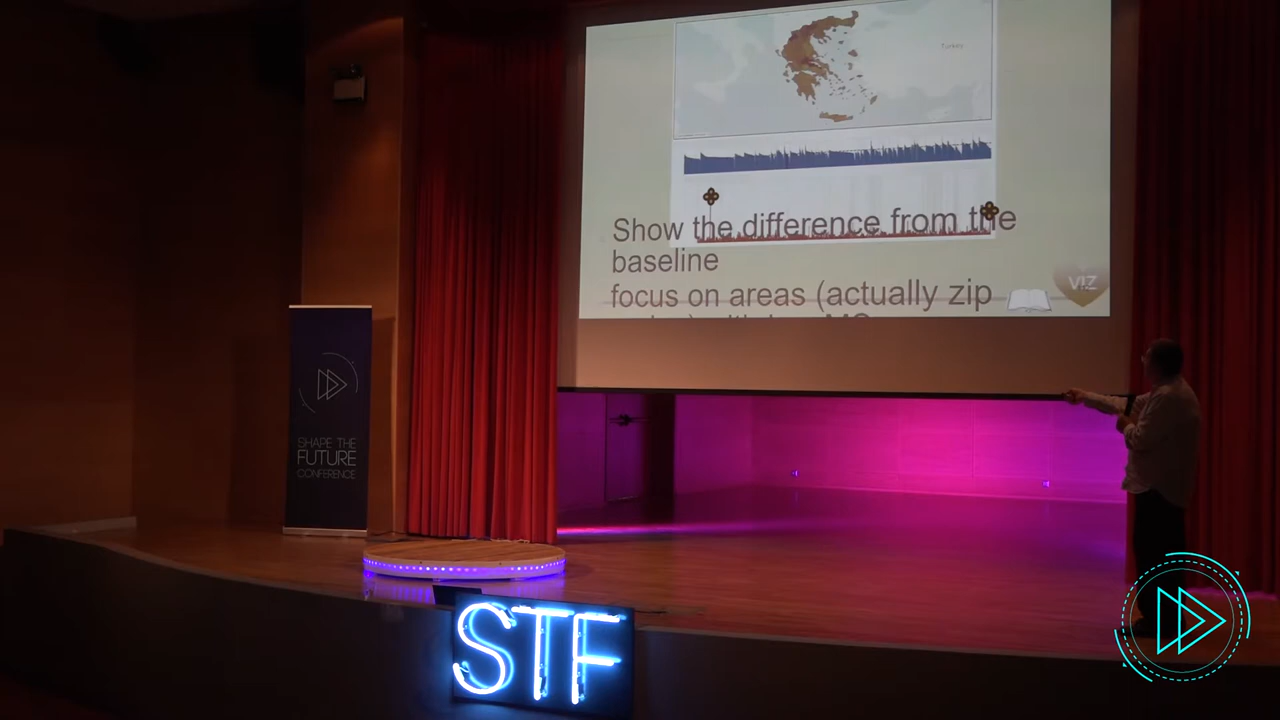 Turkey
Show the difference from the
baseline
focus on areas (actually zip
VIZ
SHAPE THE
FUTURE
CONFERENCE
STF